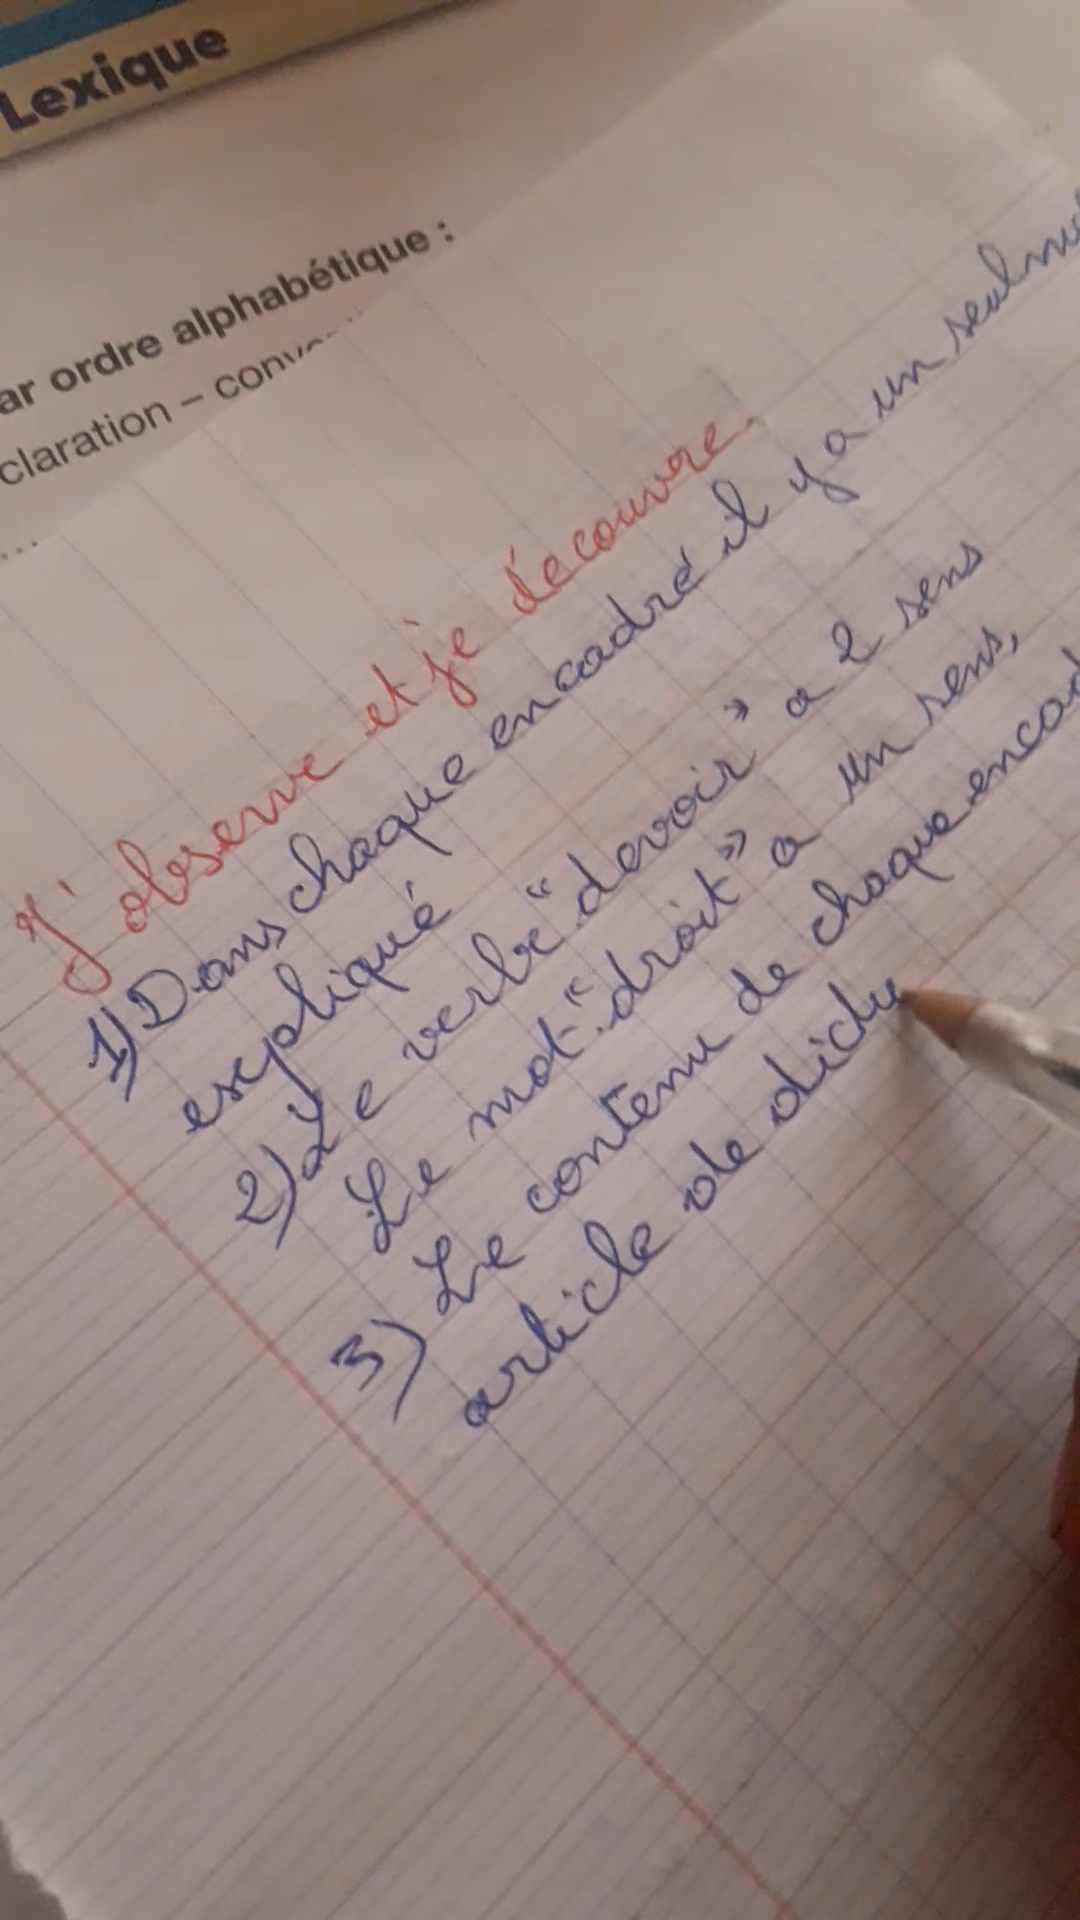 Lexique
ar ordre alphabétique :
claration – conv
...
J'observe et je découvre.
1) Dans chaque encadré il y a un seul
expliqué
2) Le verbe "devoir" a 2 sens
Le mot "droit" a un sens,
3) Le contenu de chaque encad
article de dictio